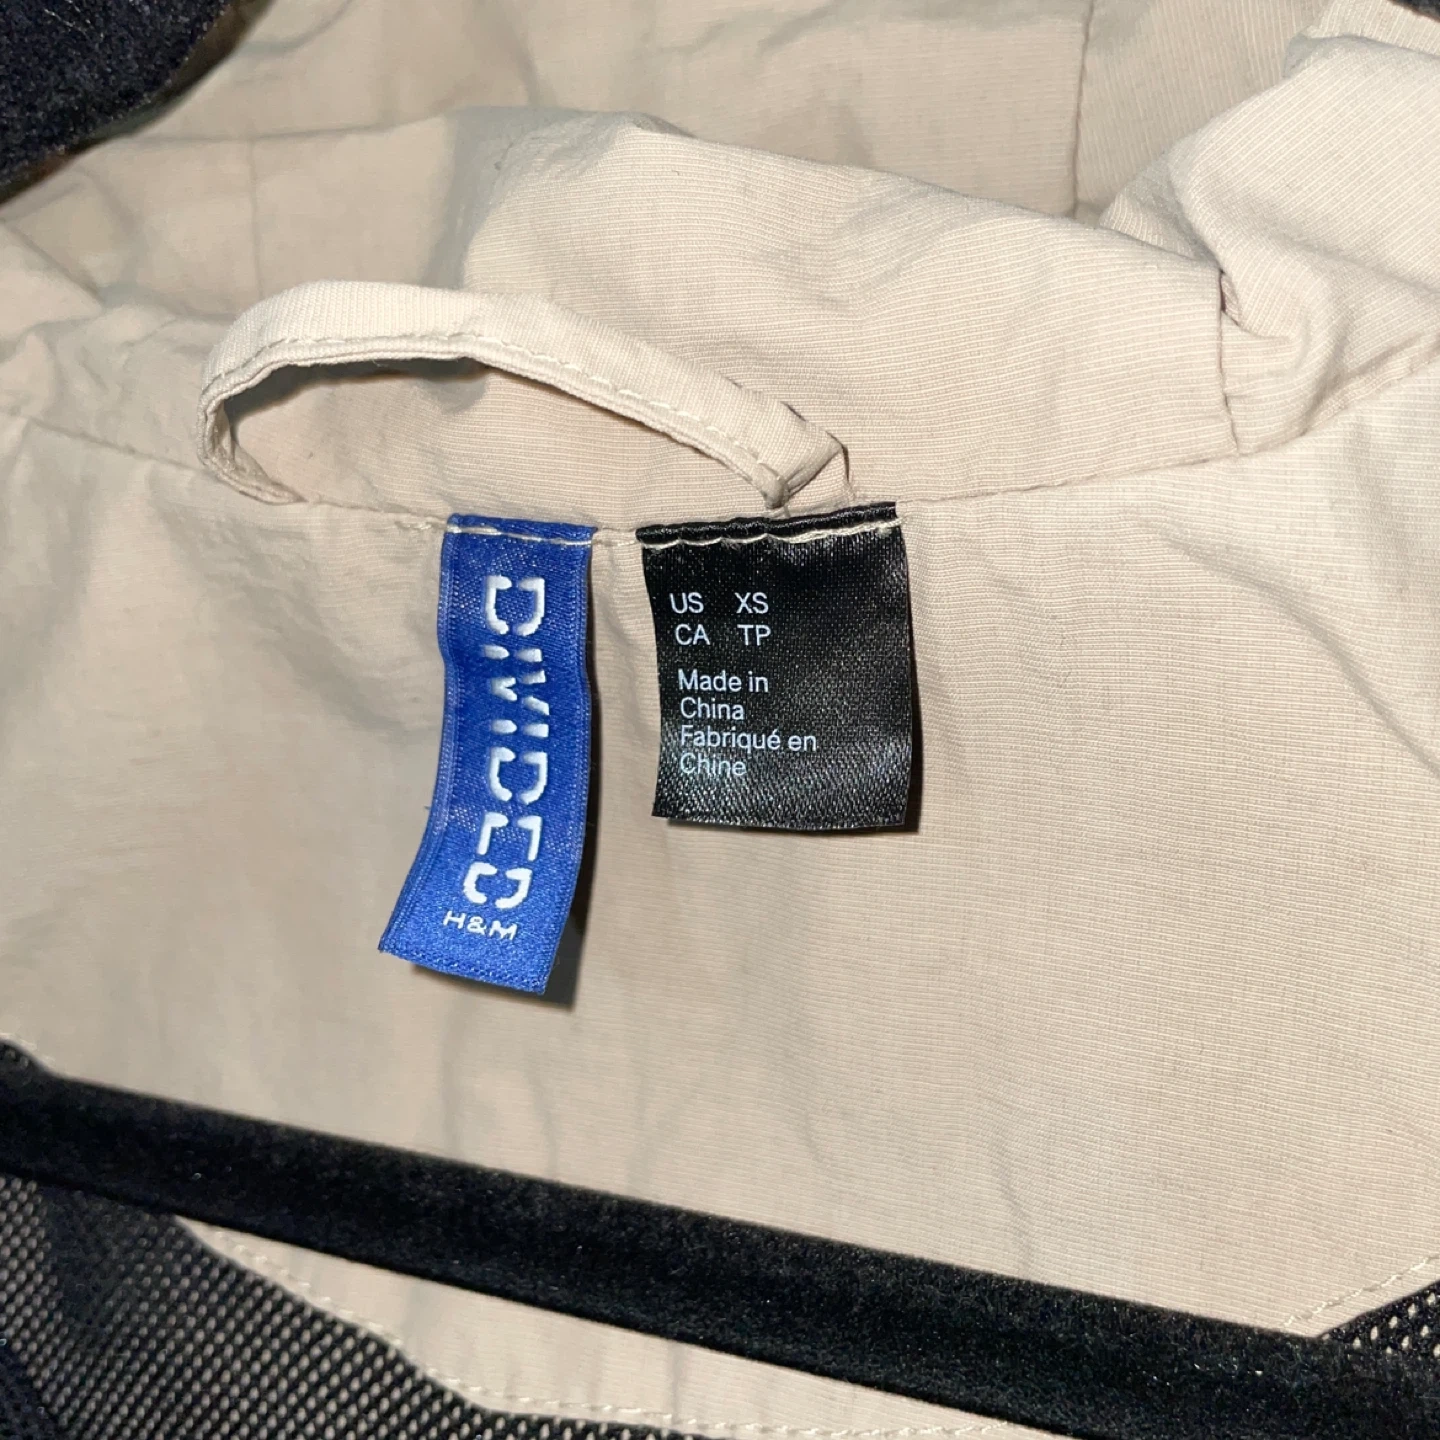 DIVIDED
H&M
US XS
CA TP
Made in
China
Fabriqué en
Chine